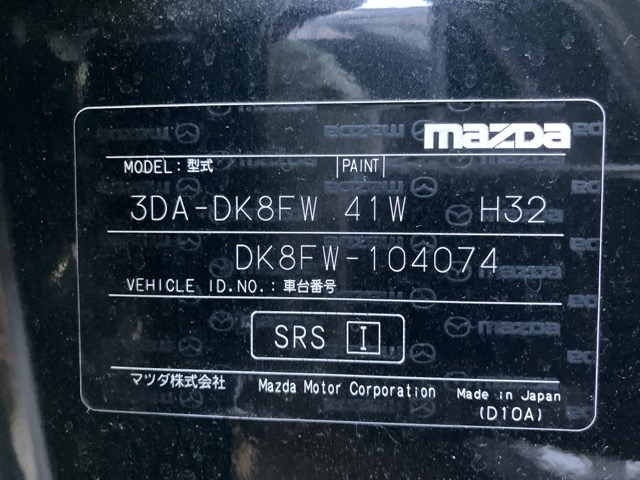 mazda
MODEL:型式 PAINT
3DA-DK8FW 41W H32
DK8FW-104074
VEHICLE ID.NO.:車台番号
SRS I
マツダ株式会社 Mazda Motor Corporation Made in Japan
(D10A)